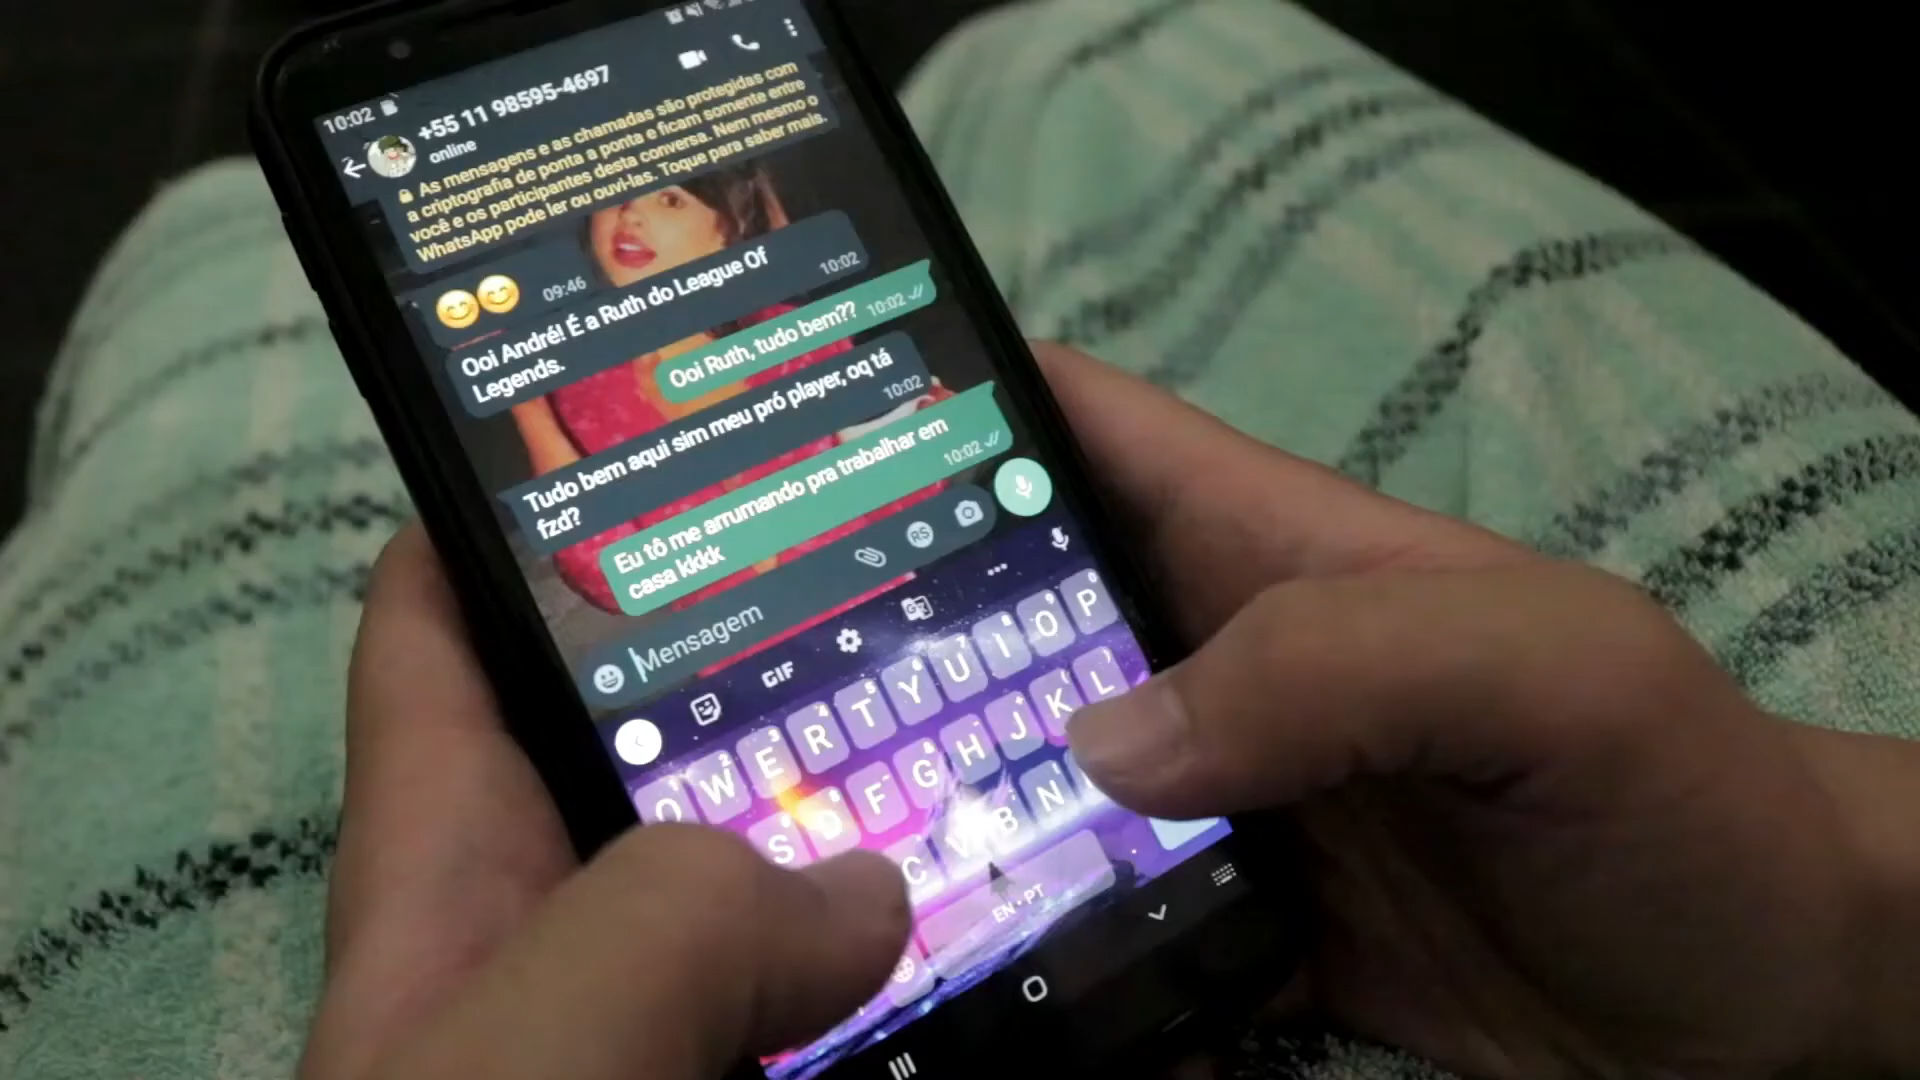 10:02
+55 11 98595-4697
online
As mensagens e as chamadas são protegidas com
a criptografia de ponta a ponta e ficam somente entre
você e os participantes desta conversa. Nem mesmo o
WhatsApp pode ler ou ouvi-las. Toque para saber mais.
😊😊 09:46
Ooi André! É a Ruth do League Of
Legends. 10:02
Ooi Ruth, tudo bem?? 10:02
Tudo bem aqui sim meu pró player, oq tá
fzd? 10:02
Eu tô me arrumando pra trabalhar em
casa kkkk 10:02
Mensagem
R$
GIF
Q W E R T Y U I O P
S D F G H J K L
C V B N
EN • PT